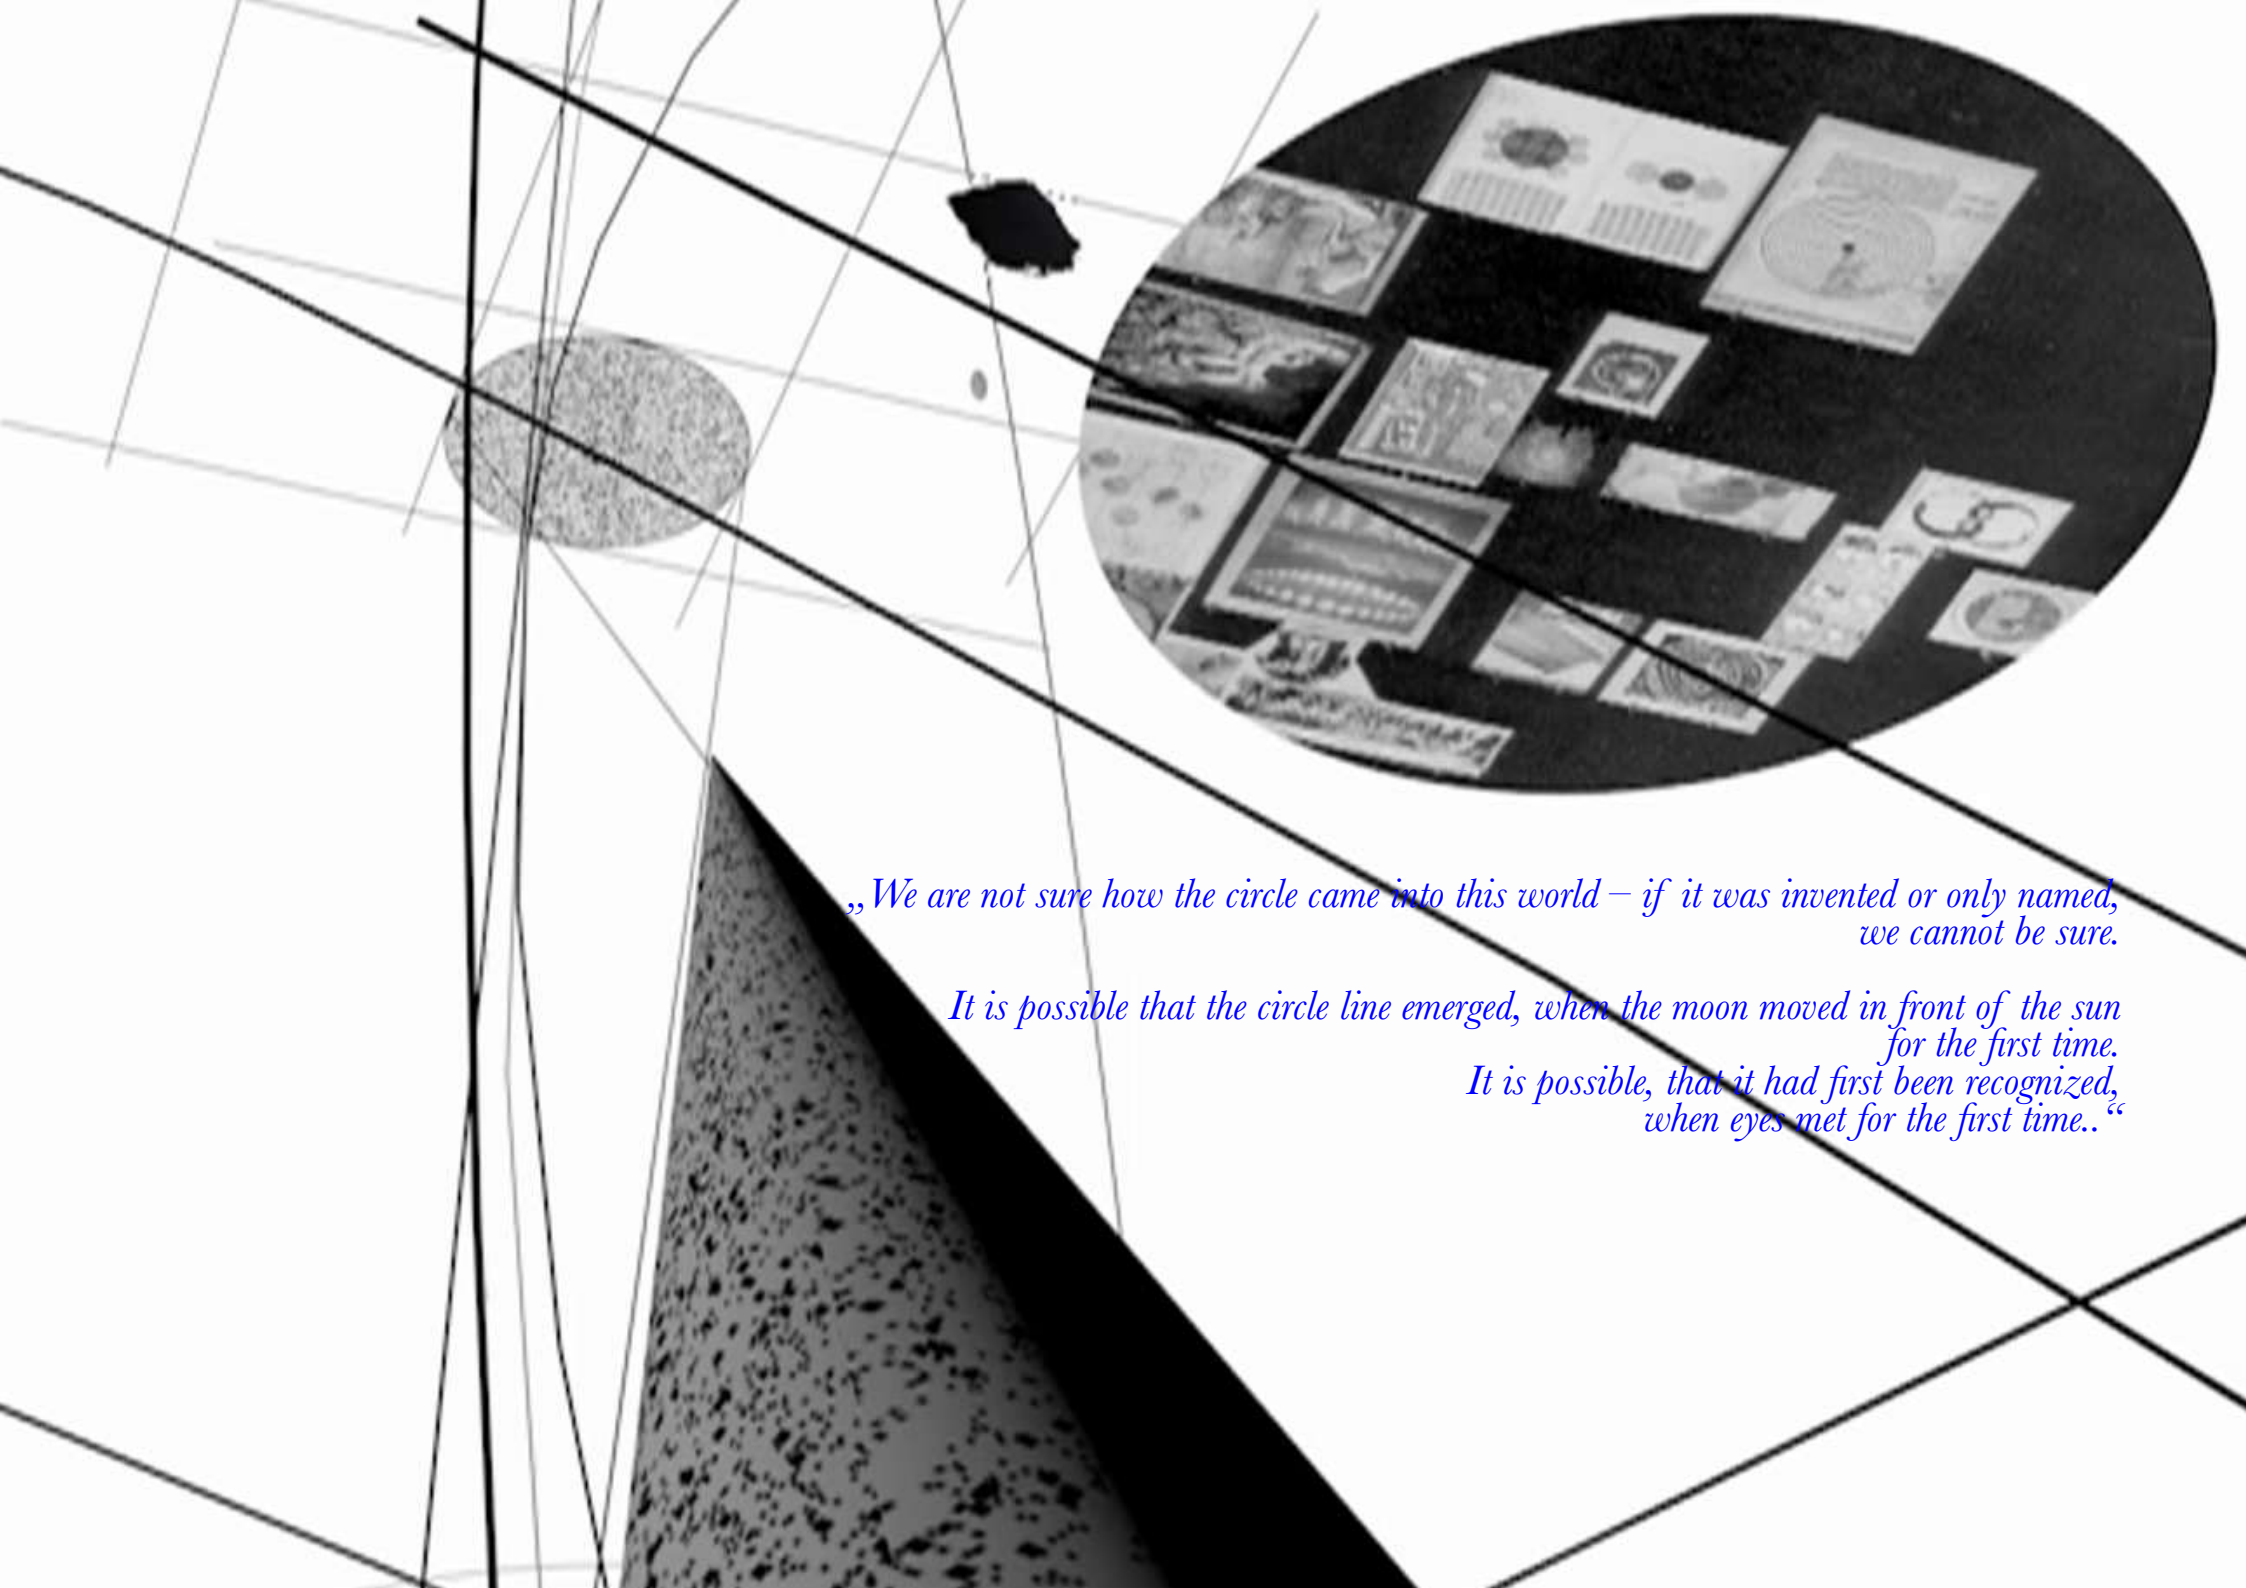 „We are not sure how the circle came into this world – if it was invented or only named,
we cannot be sure.
It is possible that the circle line emerged, when the moon moved in front of the sun
for the first time.
It is possible, that it had first been recognized,
when eyes met for the first time..“